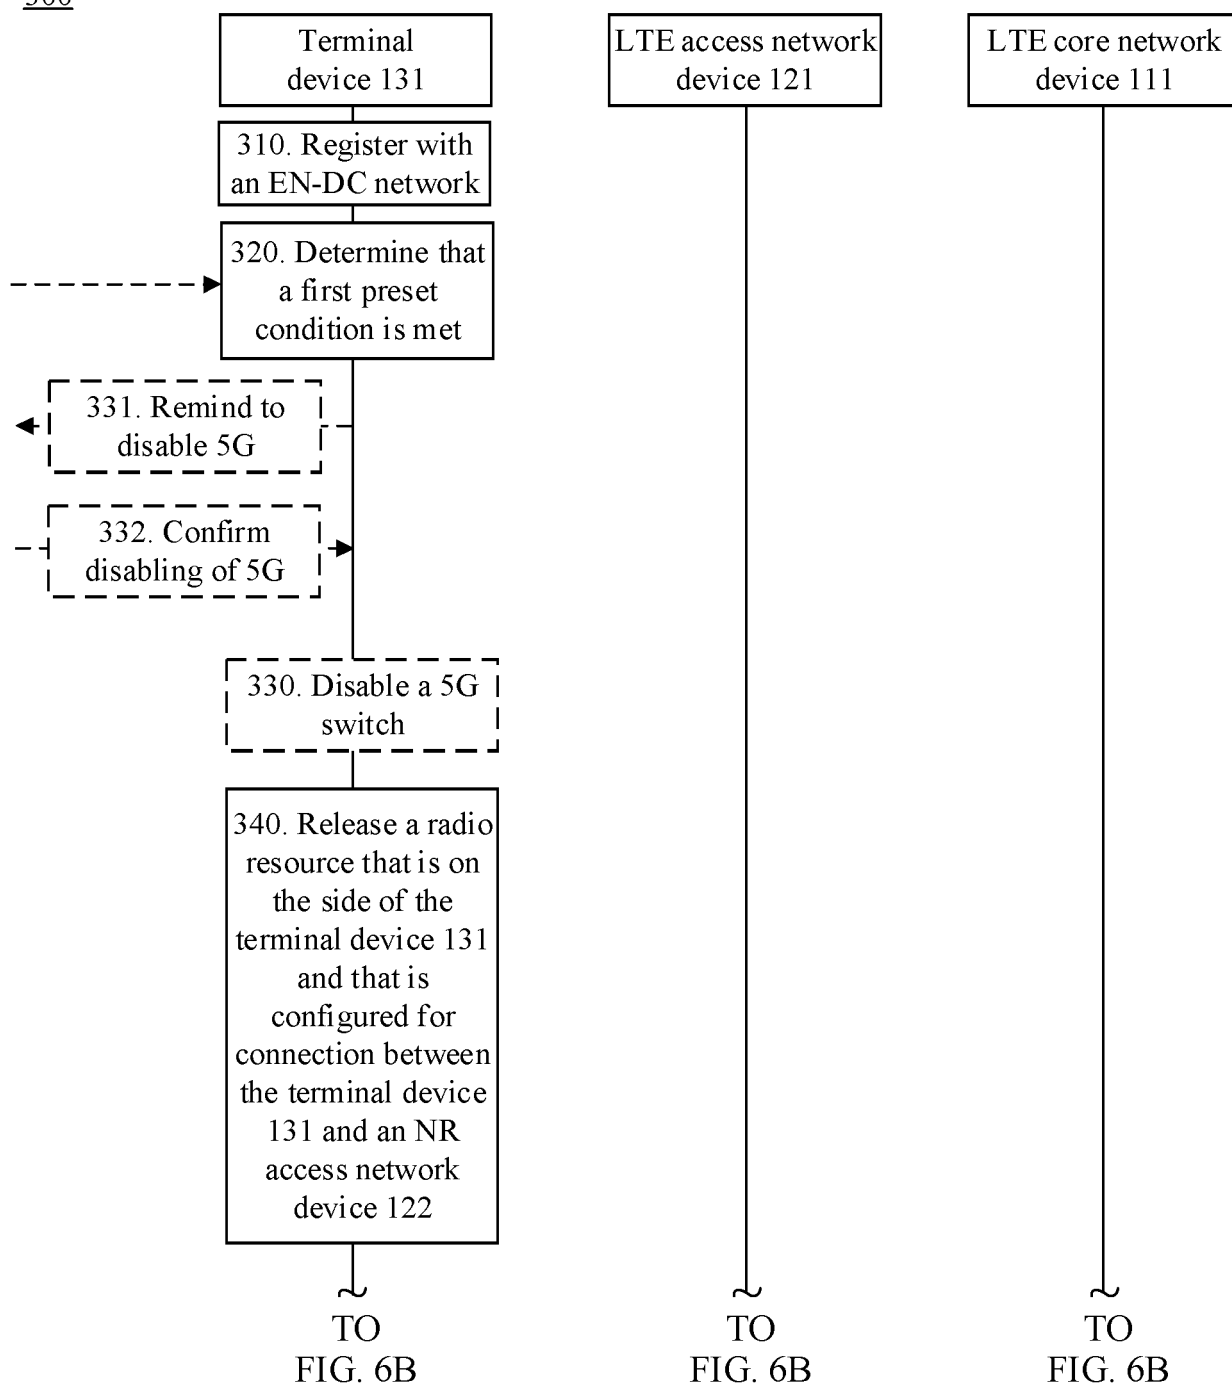 300
Terminal
device 131
LTE access network
device 121
LTE core network
device 111
310. Register with
an EN-DC network
320. Determine that
a first preset
condition is met
331. Remind to
disable 5G
332. Confirm
disabling of 5G
330. Disable a 5G
switch
340. Release a radio
resource that is on
the side of the
terminal device 131
and that is
configured for
connection between
the terminal device
131 and an NR
access network
device 122
TO
FIG. 6B
TO
FIG. 6B
TO
FIG. 6B